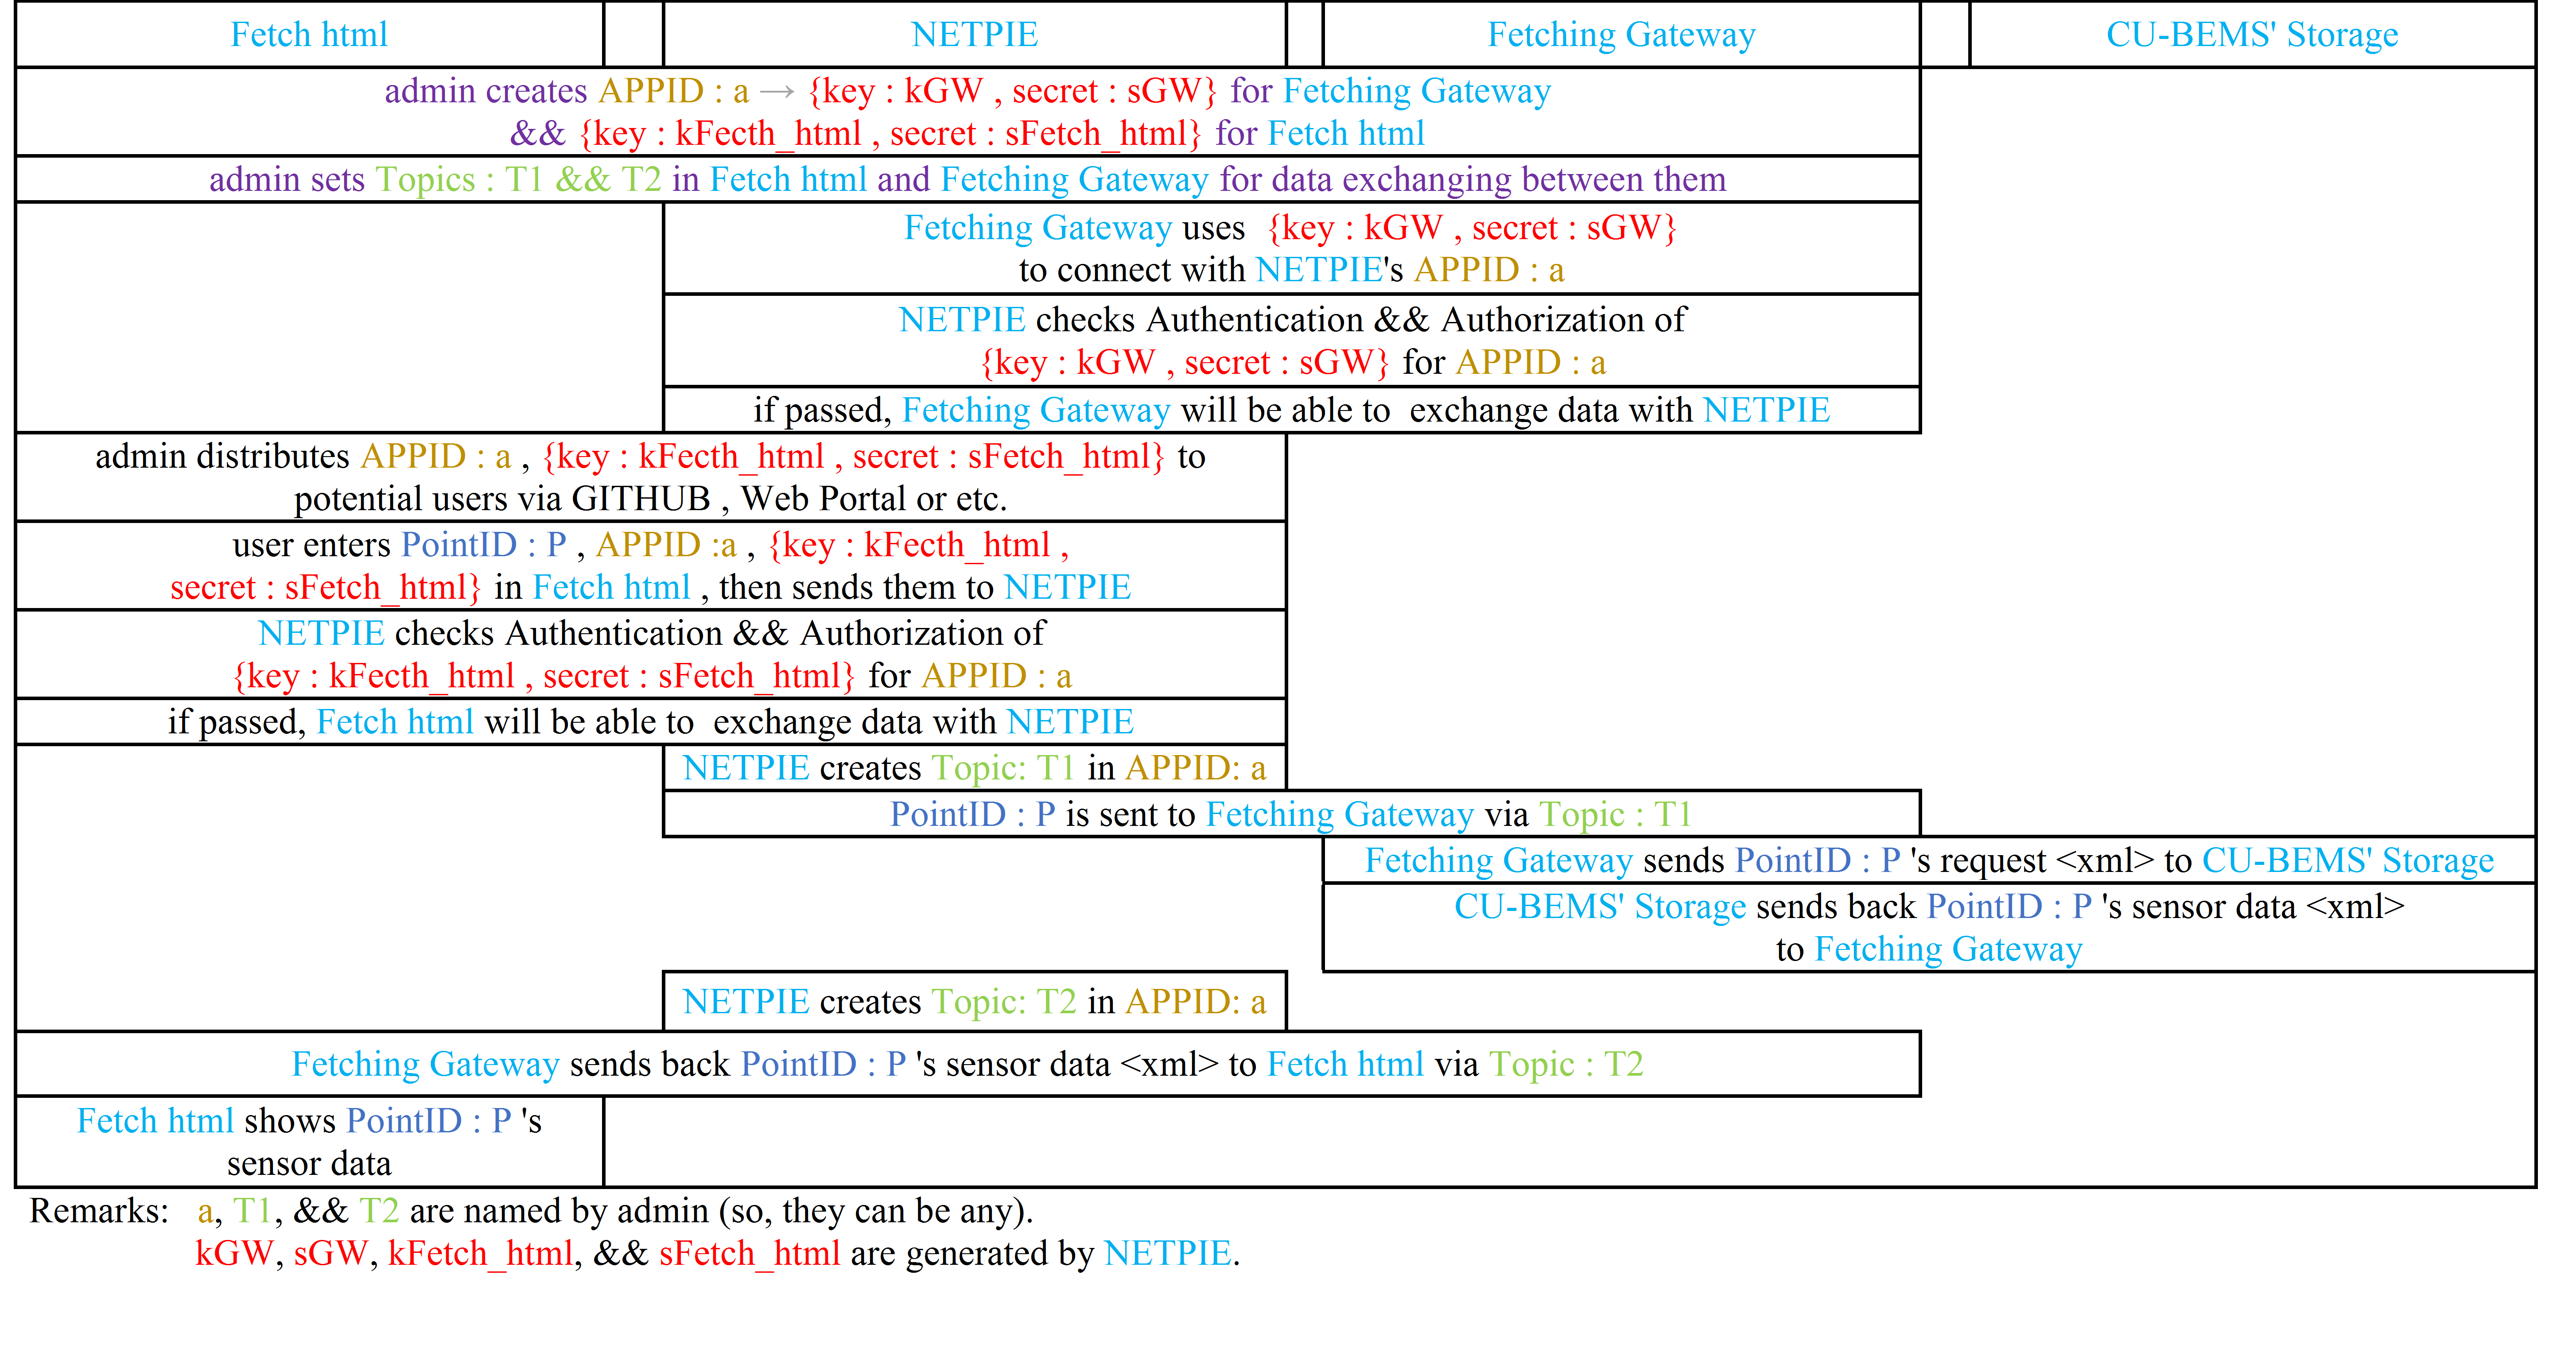 Fetch html
NETPIE
Fetching Gateway
CU-BEMS' Storage
admin creates APPID : a → {key : kGW , secret : sGW} for Fetching Gateway
&& {key : kFecth_html , secret : sFetch_html} for Fetch html
admin sets Topics : T1 && T2 in Fetch html and Fetching Gateway for data exchanging between them
Fetching Gateway uses {key : kGW , secret : sGW}
to connect with NETPIE's APPID : a
NETPIE checks Authentication && Authorization of
{key : kGW , secret : sGW} for APPID : a
if passed, Fetching Gateway will be able to exchange data with NETPIE
admin distributes APPID : a , {key : kFecth_html , secret : sFetch_html} to
potential users via GITHUB , Web Portal or etc.
user enters PointID : P , APPID :a , {key : kFecth_html ,
secret : sFetch_html} in Fetch html , then sends them to NETPIE
NETPIE checks Authentication && Authorization of
{key : kFecth_html , secret : sFetch_html} for APPID : a
if passed, Fetch html will be able to exchange data with NETPIE
NETPIE creates Topic: T1 in APPID: a
PointID : P is sent to Fetching Gateway via Topic : T1
Fetching Gateway sends PointID : P 's request <xml> to CU-BEMS' Storage
CU-BEMS' Storage sends back PointID : P 's sensor data <xml>
to Fetching Gateway
NETPIE creates Topic: T2 in APPID: a
Fetching Gateway sends back PointID : P 's sensor data <xml> to Fetch html via Topic : T2
Fetch html shows PointID : P 's
sensor data
Remarks: a, T1, && T2 are named by admin (so, they can be any).
kGW, sGW, kFetch_html, && sFetch_html are generated by NETPIE.